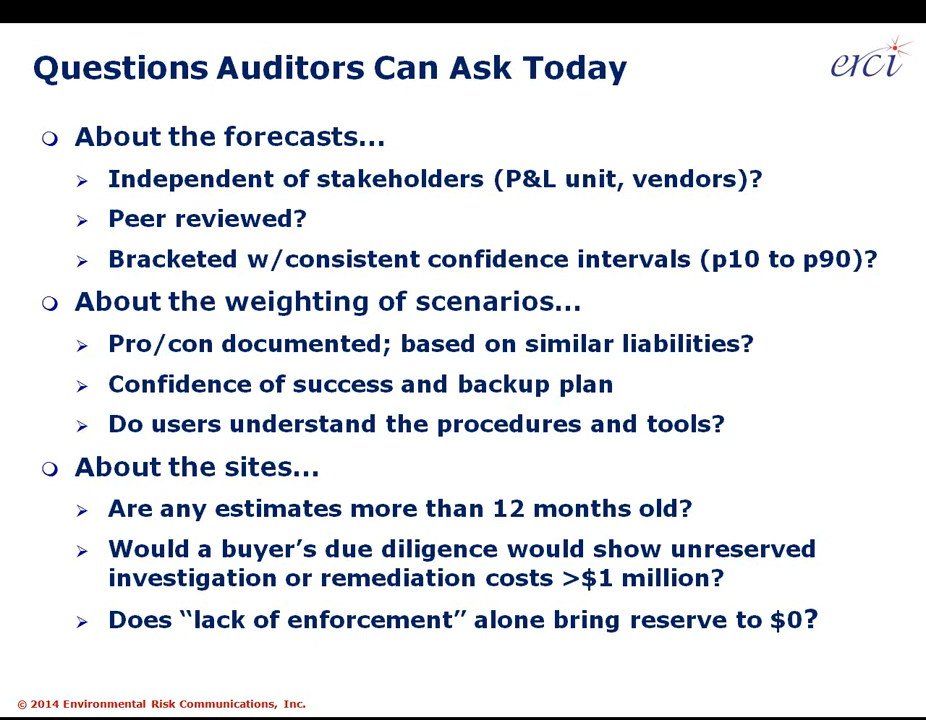 Questions Auditors Can Ask Today
erci
About the forecasts...
Independent of stakeholders (P&L unit, vendors)?
Peer reviewed?
Bracketed w/consistent confidence intervals (p10 to p90)?
About the weighting of scenarios...
Pro/con documented; based on similar liabilities?
Confidence of success and backup plan
Do users understand the procedures and tools?
About the sites...
Are any estimates more than 12 months old?
Would a buyer’s due diligence would show unreserved
investigation or remediation costs >$1 million?
Does “lack of enforcement” alone bring reserve to $0?
© 2014 Environmental Risk Communications, Inc.